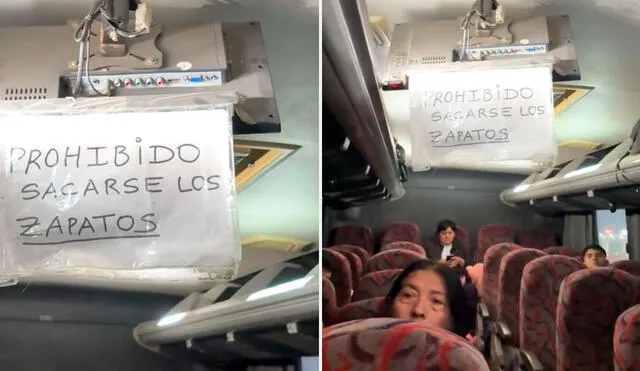 PROHIBIDO
SACARSE LOS
ZAPATOS
PROHIBIDO
SACARSE LOS
ZAPATOS